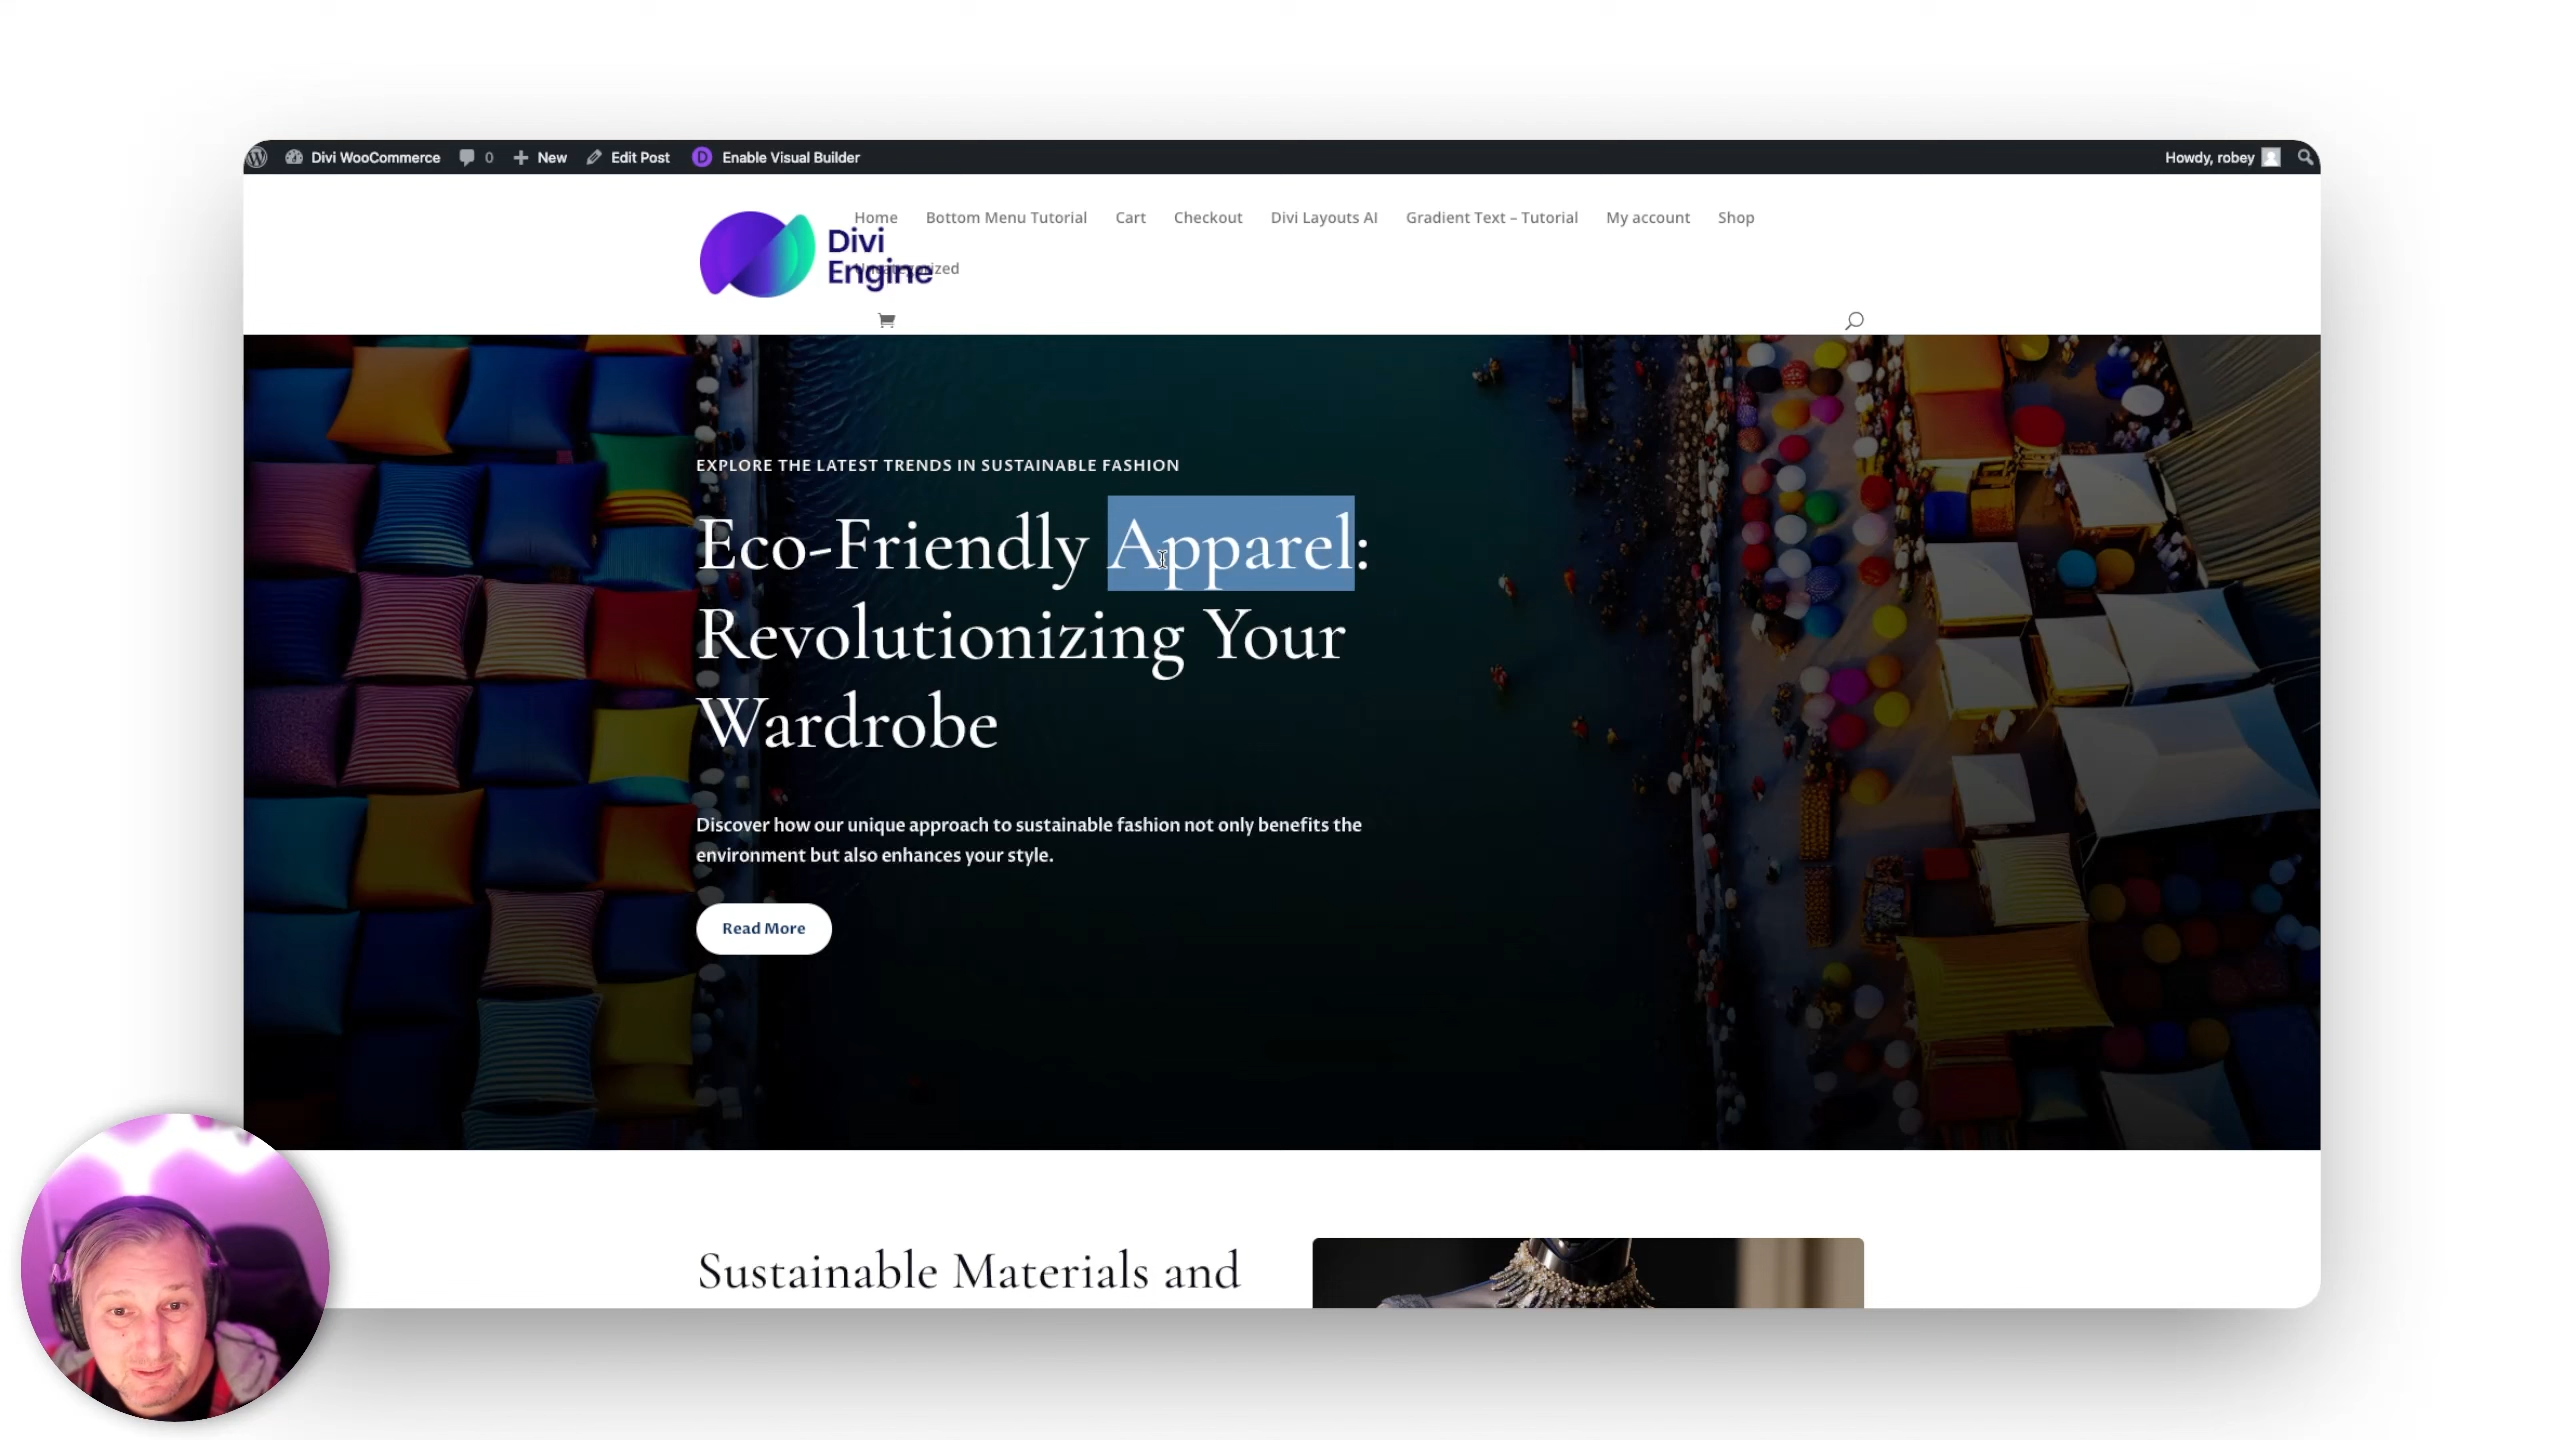 Divi WooCommerce 0 New Edit Post D Enable Visual Builder Howdy, robey
Home Bottom Menu Tutorial Cart Checkout Divi Layouts AI Gradient Text – Tutorial My account Shop
Divi
Engine
Uncategorized
EXPLORE THE LATEST TRENDS IN SUSTAINABLE FASHION
Eco-Friendly Apparel:
Revolutionizing Your
Wardrobe
Discover how our unique approach to sustainable fashion not only benefits the
environment but also enhances your style.
Read More
Sustainable Materials and